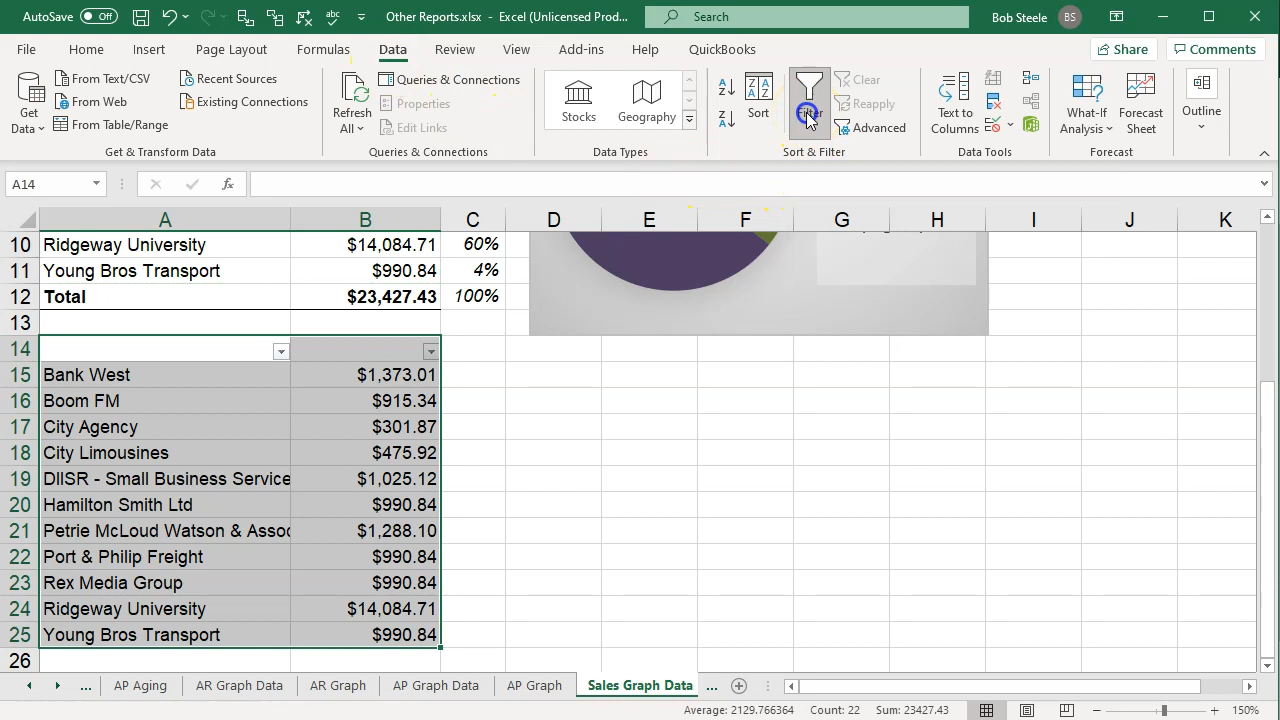 AutoSave Off Other Reports.xlsx - Excel (Unlicensed Prod... Search Bob Steele BS
File Home Insert Page Layout Formulas Data Review View Add-ins Help QuickBooks Share Comments
Get Data From Text/CSV From Web From Table/Range Recent Sources Existing Connections
Refresh All Queries & Connections Properties Edit Links
Stocks Geography
Sort Filter Clear Reapply Advanced
Text to Columns
What-If Analysis Forecast Sheet
Outline
Get & Transform Data Queries & Connections Data Types Sort & Filter Data Tools Forecast
A14 fx
A B C D E F G H I J K
10 Ridgeway University $14,084.71 60%
11 Young Bros Transport $990.84 4%
12 Total $23,427.43 100%
13
14
15 Bank West $1,373.01
16 Boom FM $915.34
17 City Agency $301.87
18 City Limousines $475.92
19 DIISR - Small Business Service $1,025.12
20 Hamilton Smith Ltd $990.84
21 Petrie McLoud Watson & Assoc $1,288.10
22 Port & Philip Freight $990.84
23 Rex Media Group $990.84
24 Ridgeway University $14,084.71
25 Young Bros Transport $990.84
26
... AP Aging AR Graph Data AR Graph AP Graph Data AP Graph Sales Graph Data ...
Average: 2129.766364 Count: 22 Sum: 23427.43 150%